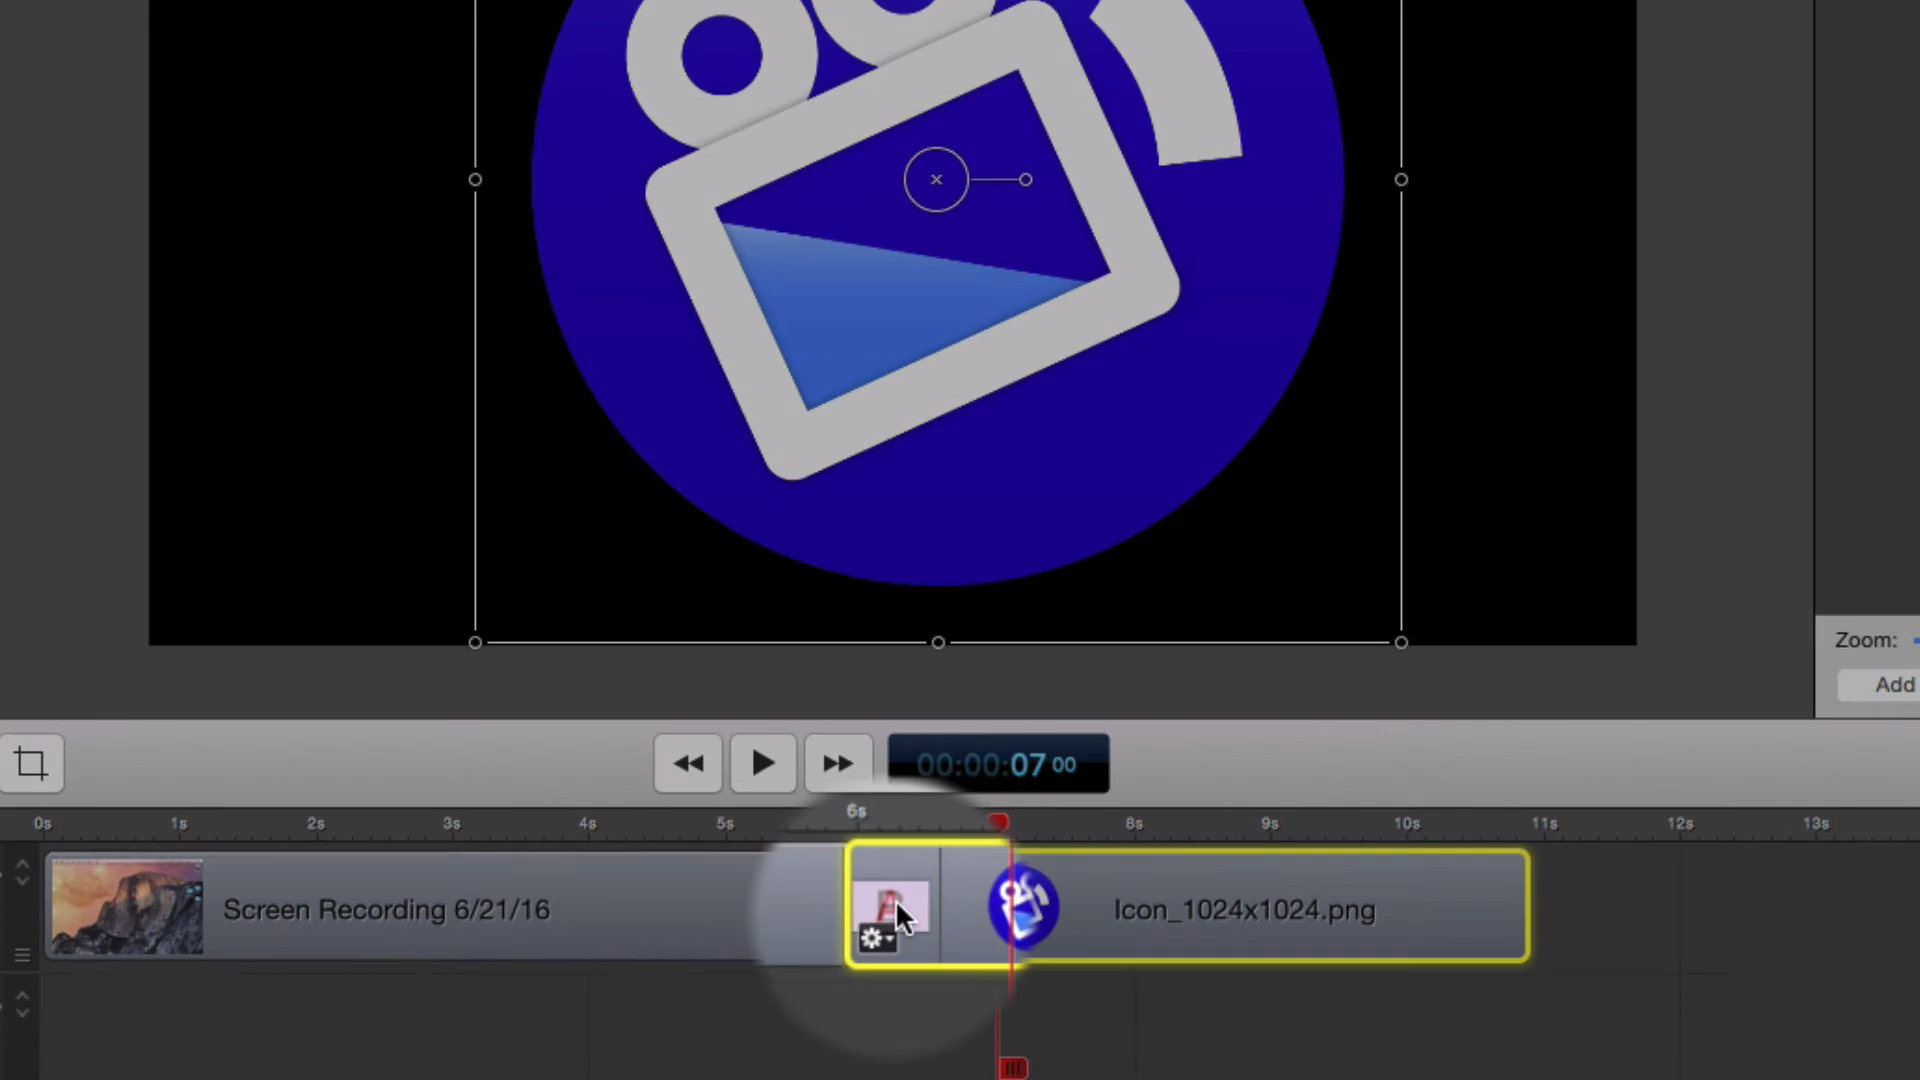 Zoom:
Add
00:00:07 00
0s 1s 2s 3s 4s 5s 6s 8s 9s 10s 11s 12s 13s
Screen Recording 6/21/16
Icon_1024x1024.png